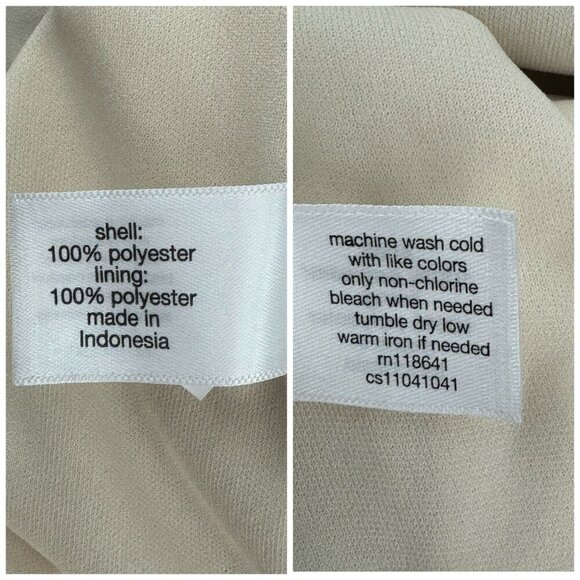 shell:
100% polyester
lining:
100% polyester
made in
Indonesia
machine wash cold
with like colors
only non-chlorine
bleach when needed
tumble dry low
warm iron if needed
rn118641
cs11041041